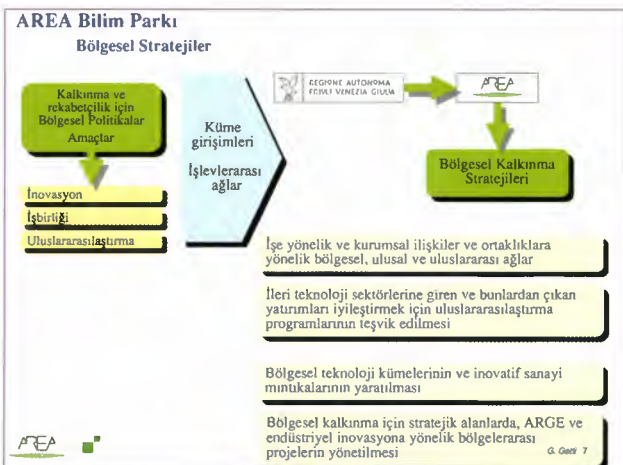 AREA Bilim Parkı
Bölgesel Stratejiler
Kalkınma ve
rekabetçilik için
Bölgesel Politikalar
Amaçlar
İnovasyon
İşbirliği
Uluslararasılaştırma
Küme
girişimleri
İşlevlerarası
ağlar
REGIONE AUTONOMA
FRIULI VENEZIA GIULIA
AREA
Bölgesel Kalkınma
Stratejileri
İşe yönelik ve kurumsal ilişkiler ve ortaklıklara
yönelik bölgesel, ulusal ve uluslararası ağlar
İleri teknoloji sektörlerine giren ve bunlardan çıkan
yatırımları iyileştirmek için uluslararasılaştırma
programlarının teşvik edilmesi
Bölgesel teknoloji kümelerinin ve inovatif sanayi
mıntıkalarının yaratılması
Bölgesel kalkınma için stratejik alanlarda, ARGE ve
endüstriyel inovasyona yönelik bölgelerarası
projelerin yönetilmesi
AREA
G. Gatti 7